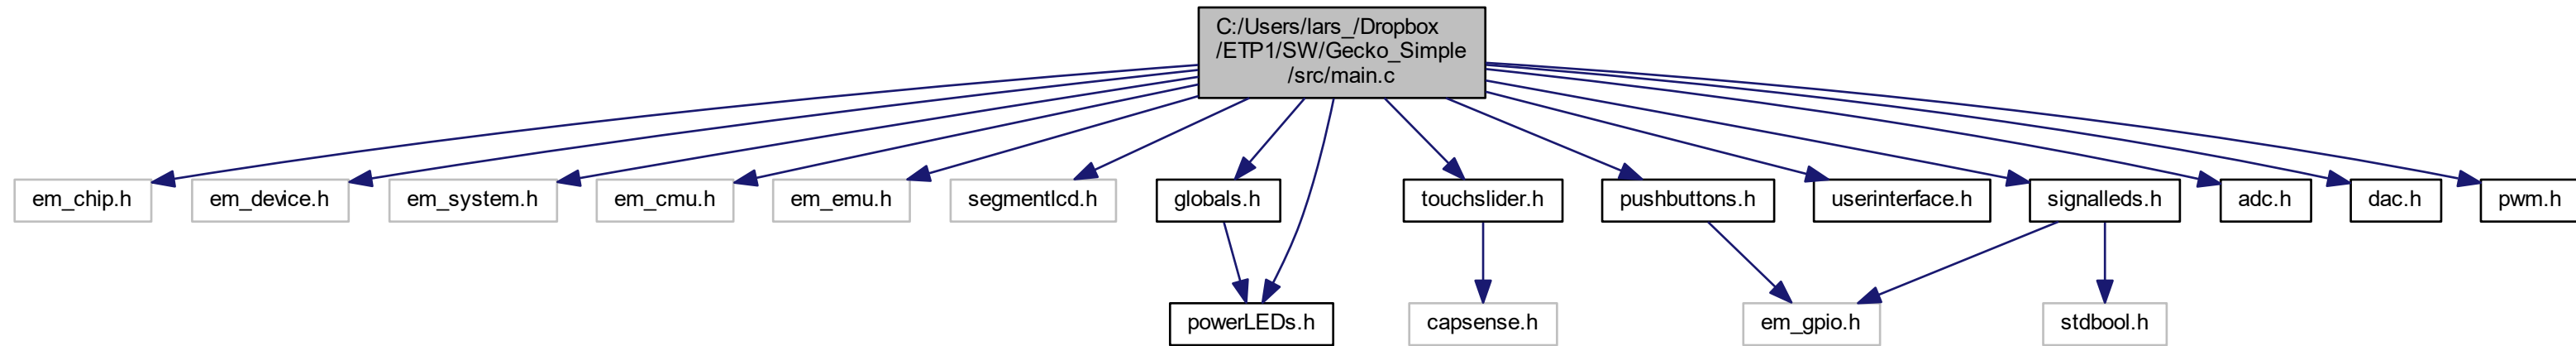 C:/Users/lars_/Dropbox
/ETP1/SW/Gecko_Simple
/src/main.c
em_chip.h
em_device.h
em_system.h
em_cmu.h
em_emu.h
segmentlcd.h
globals.h
touchslider.h
pushbuttons.h
userinterface.h
signalleds.h
adc.h
dac.h
pwm.h
powerLEDs.h
capsense.h
em_gpio.h
stdbool.h